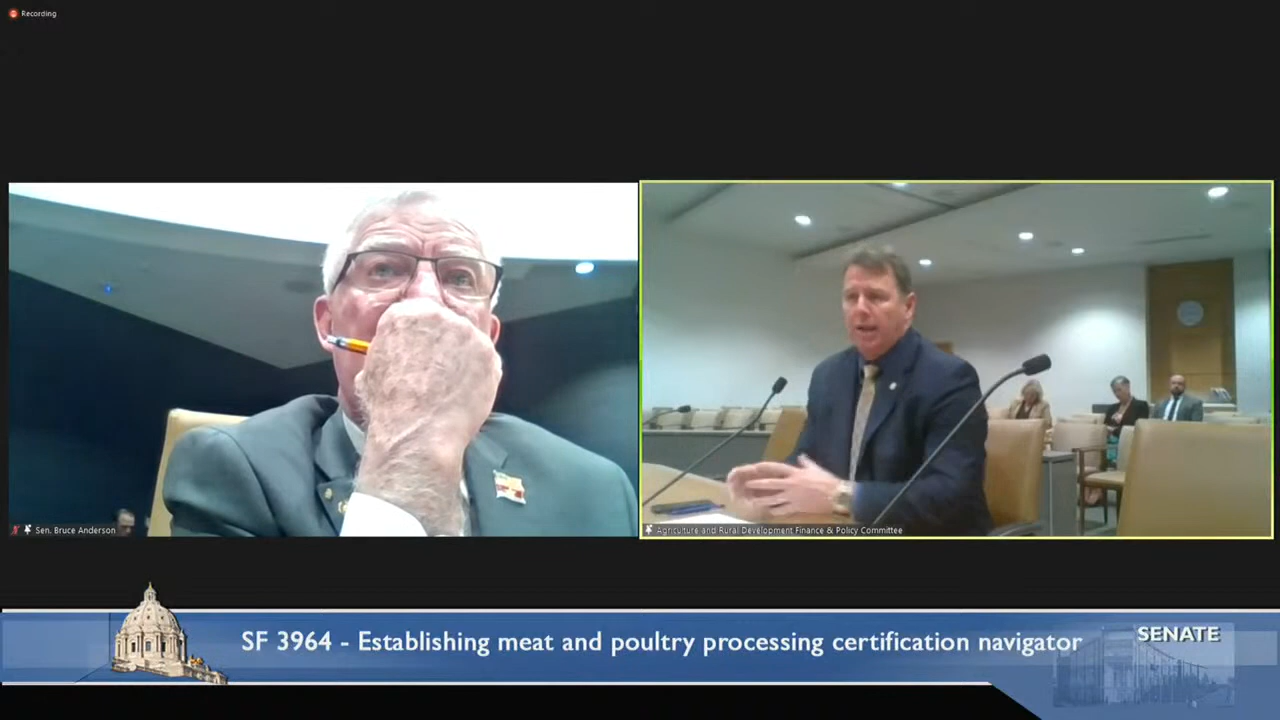 Recording
Sen. Bruce Anderson
Agriculture and Rural Development Finance & Policy Committee
SF 3964 - Establishing meat and poultry processing certification navigator
SENATE